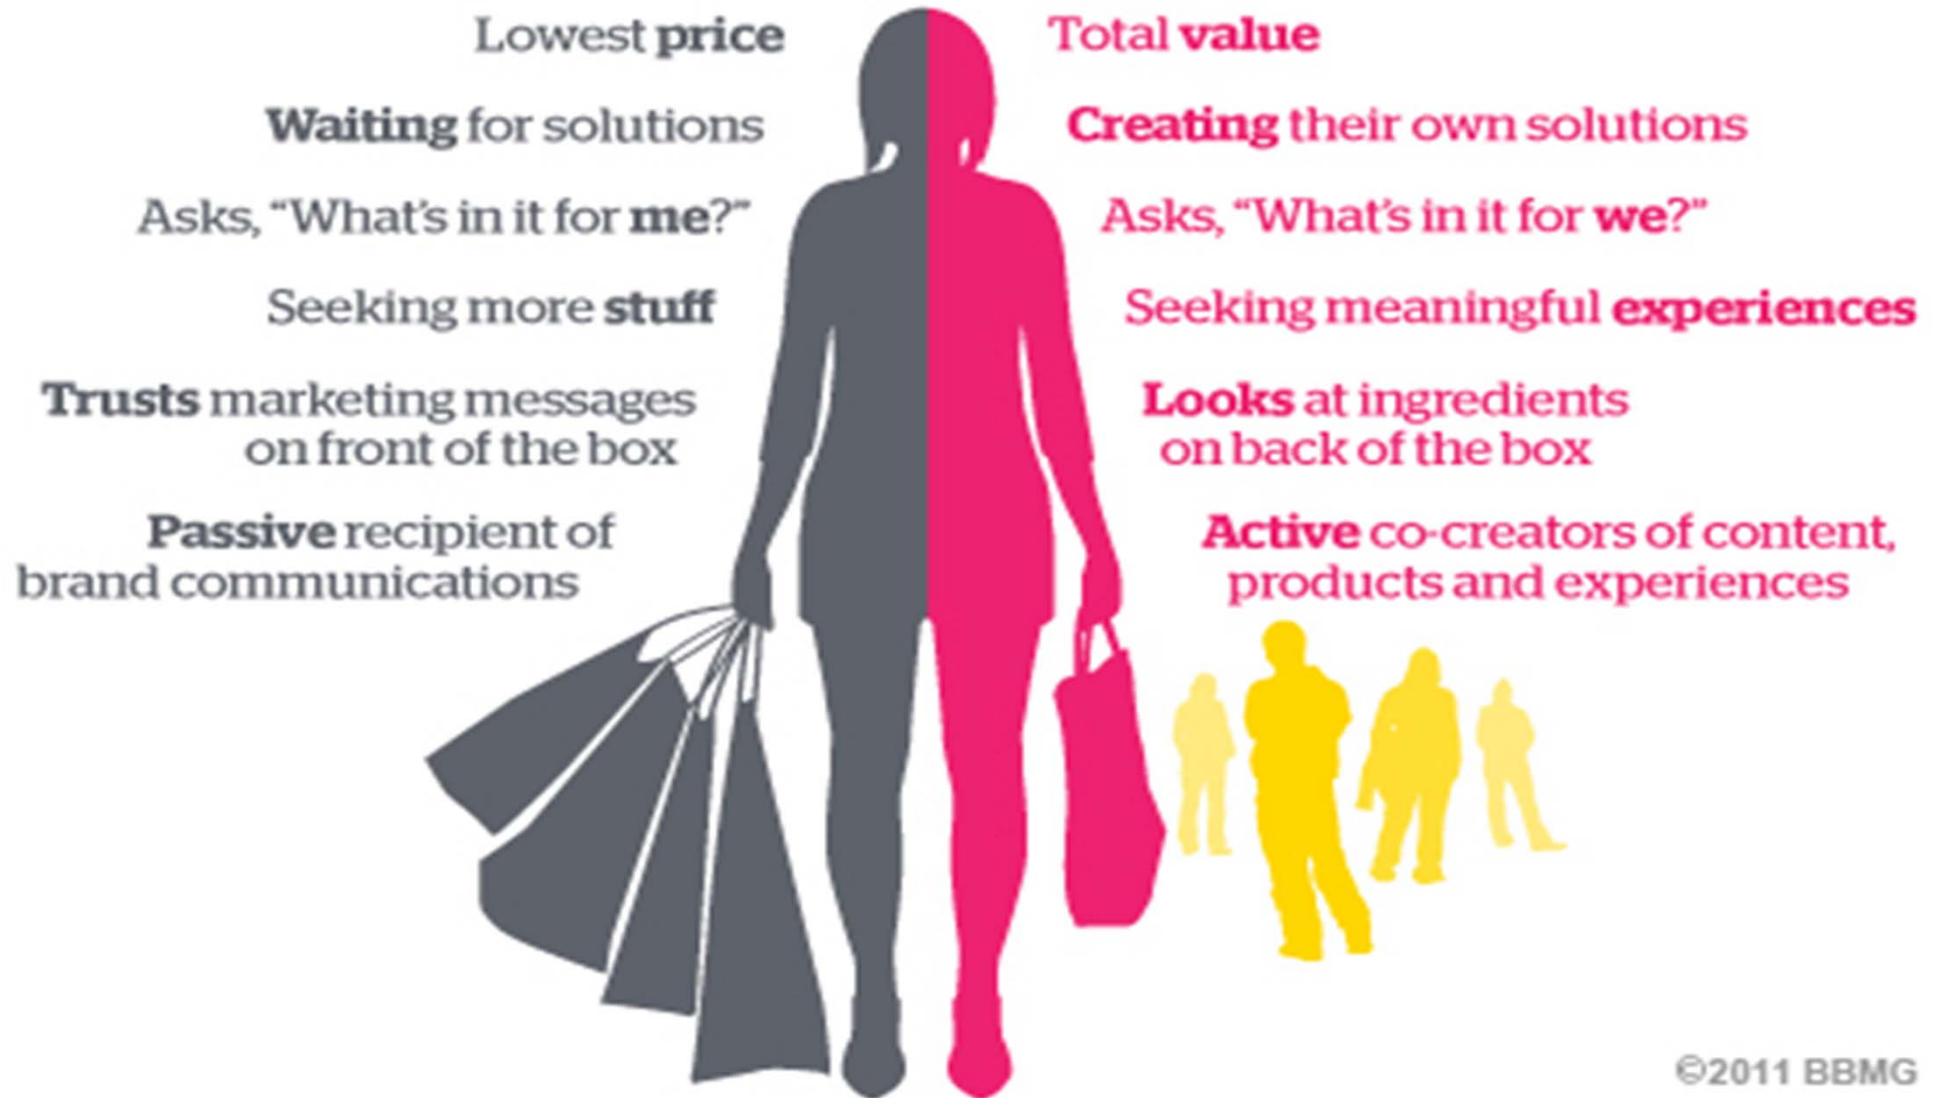 Lowest price
Waiting for solutions
Asks, “What’s in it for me?”
Seeking more stuff
Trusts marketing messages
on front of the box
Passive recipient of
brand communications
Total value
Creating their own solutions
Asks, “What’s in it for we?”
Seeking meaningful experiences
Looks at ingredients
on back of the box
Active co-creators of content,
products and experiences
©2011 BBMG